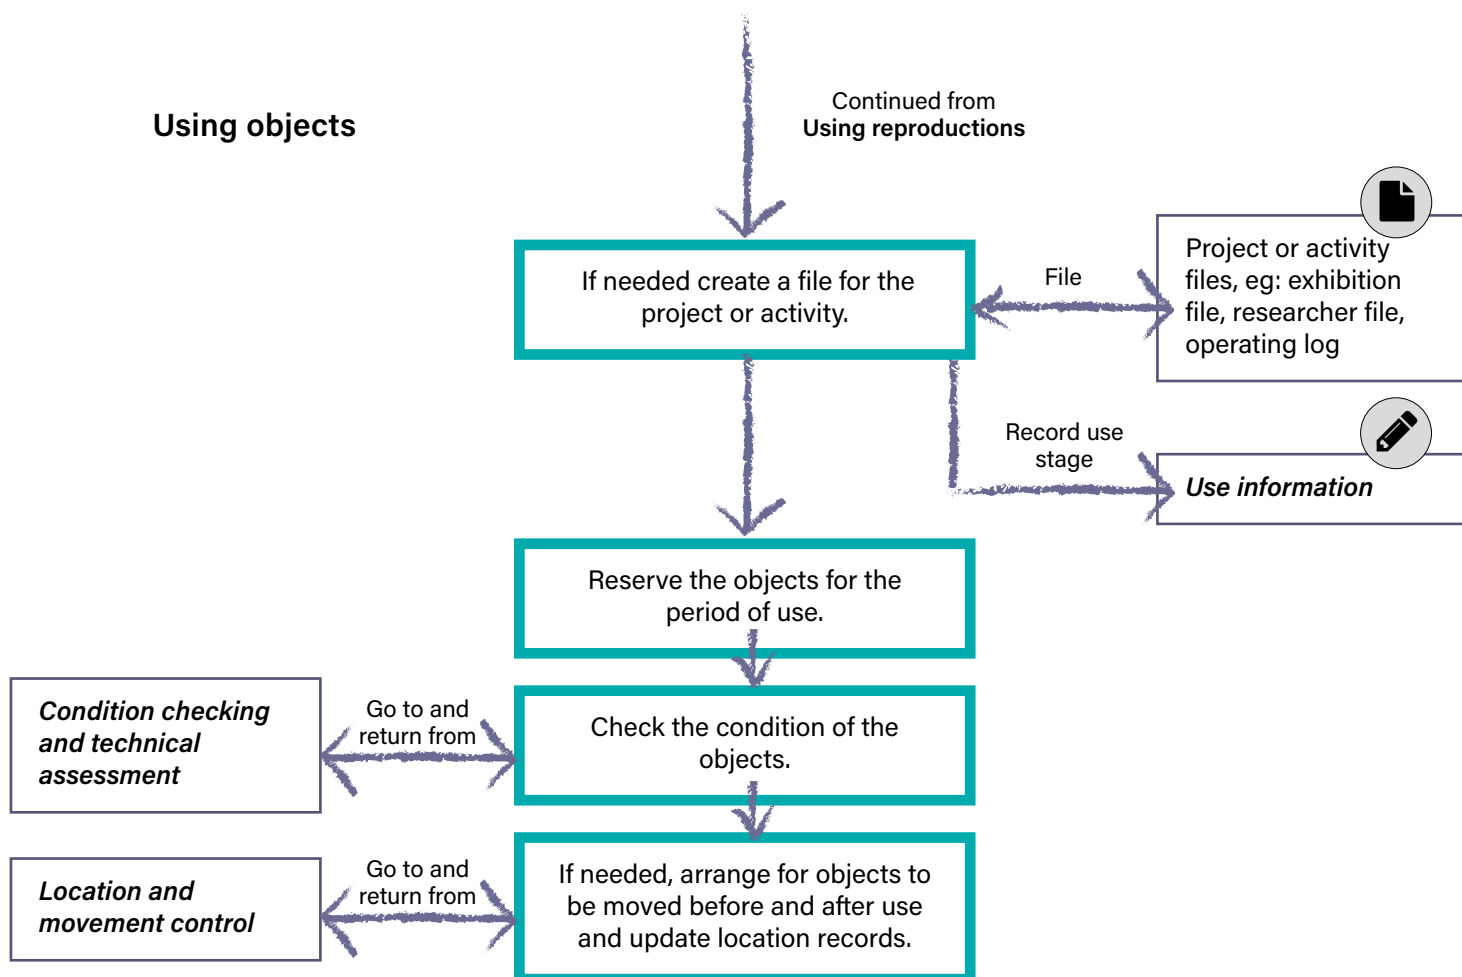 Using objects
Continued from
Using reproductions
If needed create a file for the
project or activity.
File
Project or activity
files, eg: exhibition
file, researcher file,
operating log
Record use
stage
Use information
Reserve the objects for the
period of use.
Condition checking
and technical
assessment
Go to and
return from
Check the condition of the
objects.
Location and
movement control
Go to and
return from
If needed, arrange for objects to
be moved before and after use
and update location records.